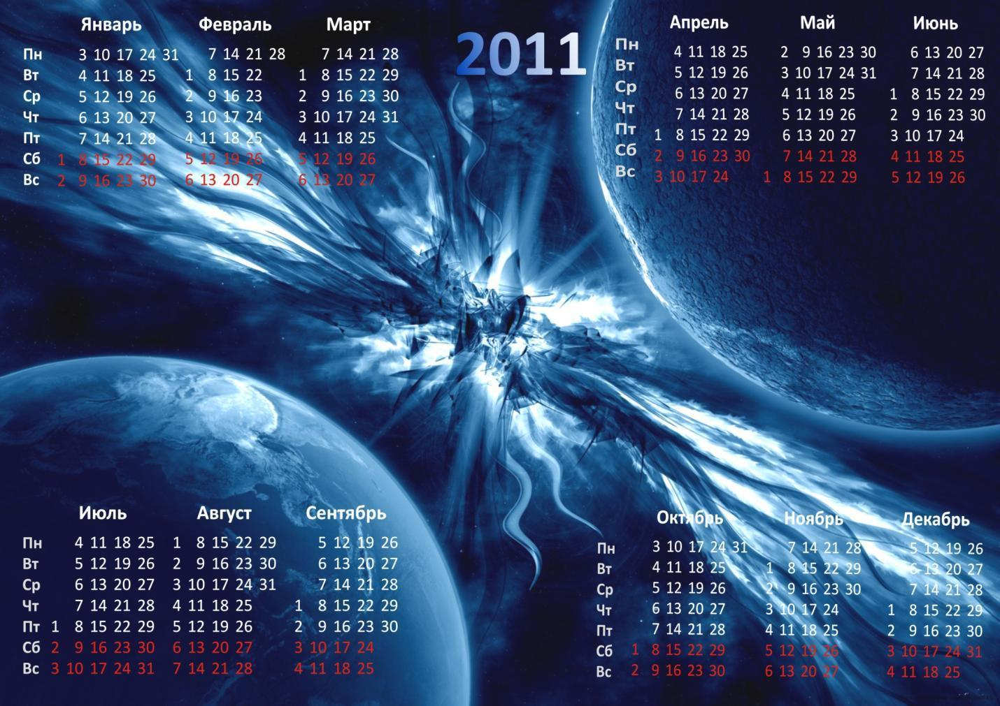 2011
Январь Февраль Март
Пн 3 10 17 24 31 7 14 21 28 7 14 21 28
Вт 4 11 18 25 1 8 15 22 1 8 15 22 29
Ср 5 12 19 26 2 9 16 23 2 9 16 23 30
Чт 6 13 20 27 3 10 17 24 3 10 17 24 31
Пт 7 14 21 28 4 11 18 25 4 11 18 25
Сб 1 8 15 22 29 5 12 19 26 5 12 19 26
Вс 2 9 16 23 30 6 13 20 27 6 13 20 27
Апрель Май Июнь
Пн 4 11 18 25 2 9 16 23 30 6 13 20 27
Вт 5 12 19 26 3 10 17 24 31 7 14 21 28
Ср 6 13 20 27 4 11 18 25 1 8 15 22 29
Чт 7 14 21 28 5 12 19 26 2 9 16 23 30
Пт 1 8 15 22 29 6 13 20 27 3 10 17 24
Сб 2 9 16 23 30 7 14 21 28 4 11 18 25
Вс 3 10 17 24 1 8 15 22 29 5 12 19 26
Июль Август Сентябрь
Пн 4 11 18 25 1 8 15 22 29 5 12 19 26
Вт 5 12 19 26 2 9 16 23 30 6 13 20 27
Ср 6 13 20 27 3 10 17 24 31 7 14 21 28
Чт 7 14 21 28 4 11 18 25 1 8 15 22 29
Пт 1 8 15 22 29 5 12 19 26 2 9 16 23 30
Сб 2 9 16 23 30 6 13 20 27 3 10 17 24
Вс 3 10 17 24 31 7 14 21 28 4 11 18 25
Октябрь Ноябрь Декабрь
Пн 3 10 17 24 31 7 14 21 28 5 12 19 26
Вт 4 11 18 25 1 8 15 22 29 6 13 20 27
Ср 5 12 19 26 2 9 16 23 30 7 14 21 28
Чт 6 13 20 27 3 10 17 24 1 8 15 22 29
Пт 7 14 21 28 4 11 18 25 2 9 16 23 30
Сб 1 8 15 22 29 5 12 19 26 3 10 17 24 31
Вс 2 9 16 23 30 6 13 20 27 4 11 18 25